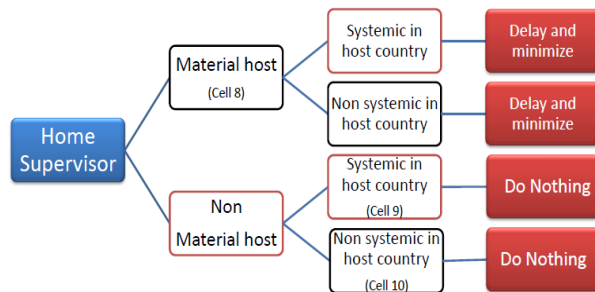 Home
Supervisor
Material host
(Cell 8)
Systemic in
host country
Delay and
minimize
Non systemic in
host country
Delay and
minimize
Non
Material host
Systemic in
host country
(Cell 9)
Do Nothing
Non systemic in
host country
(Cell 10)
Do Nothing